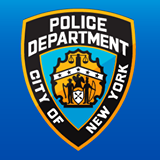 POLICE
DEPARTMENT
CITY OF
NEW YORK